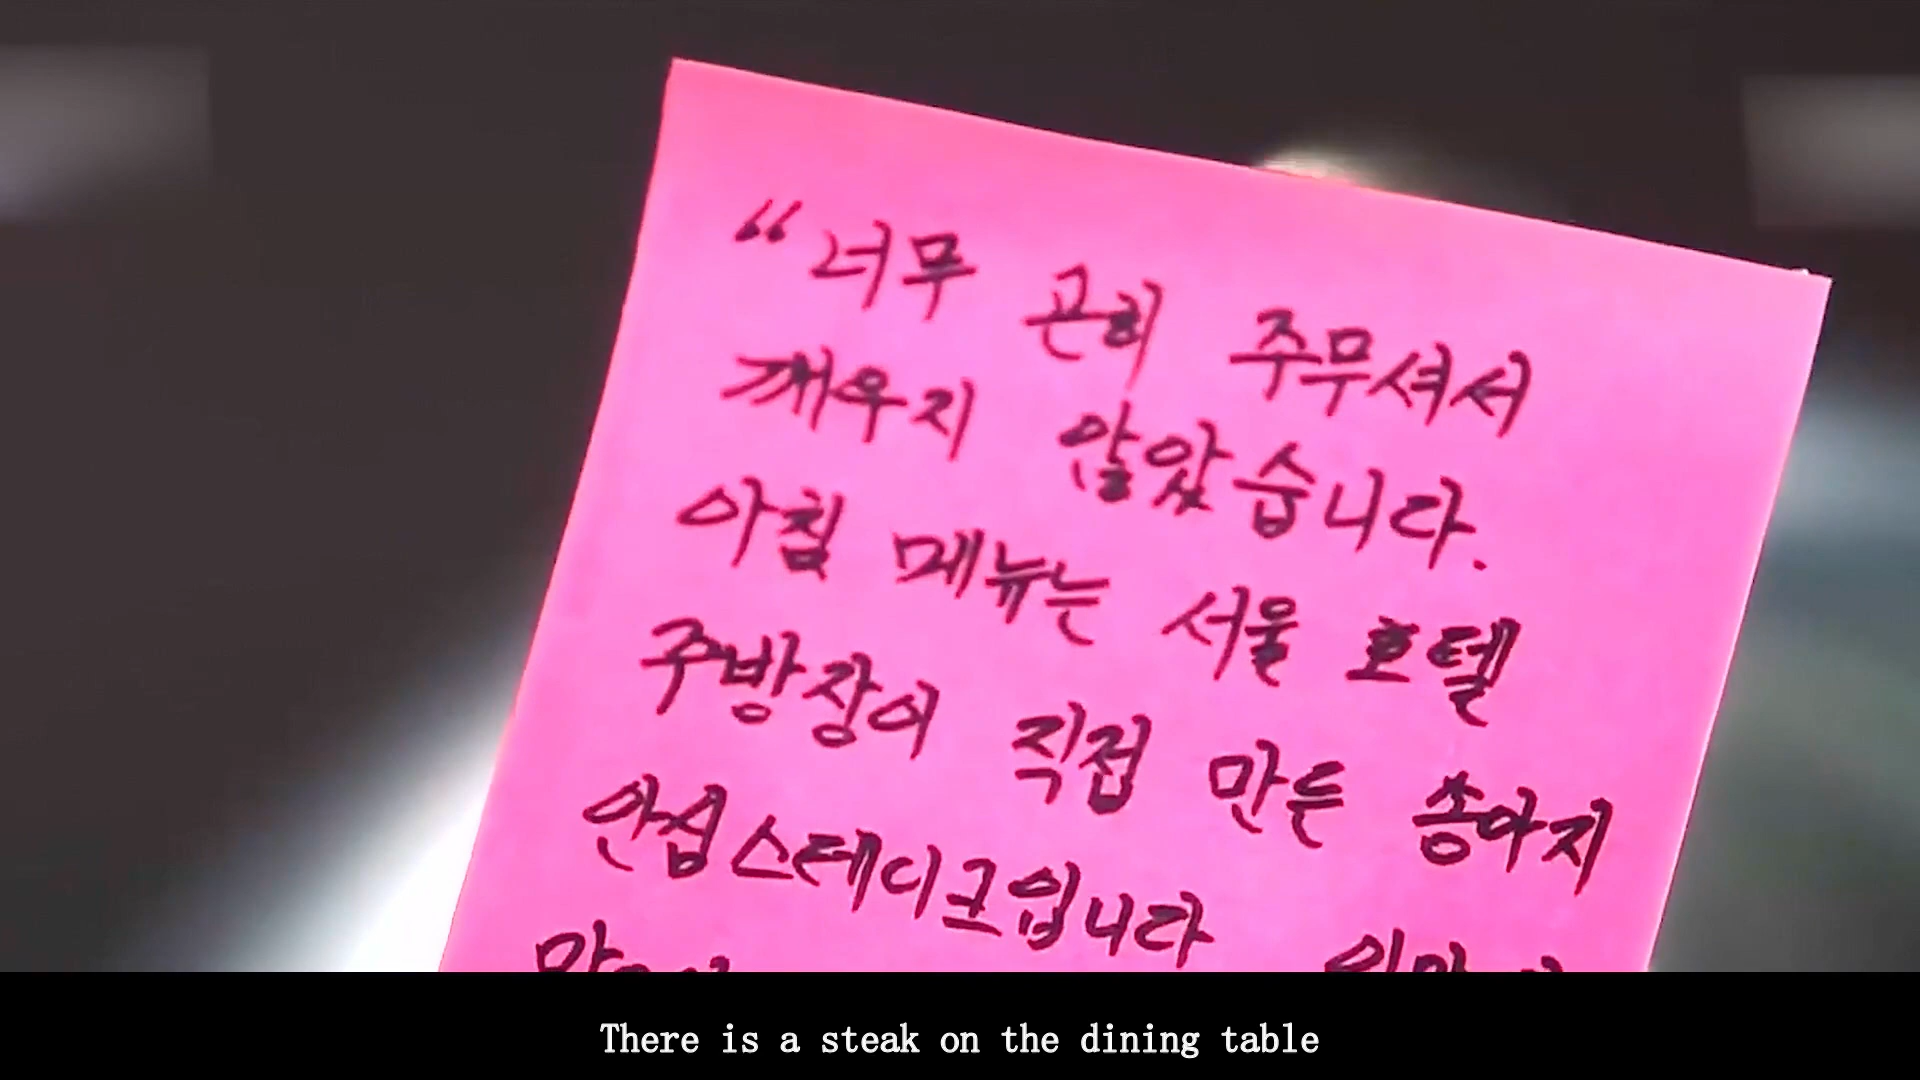 “너무 곤히 주무셔서
깨우지 않았습니다.
아침 메뉴는 서울 호텔
주방장이 직접 만든 송아지
안심스테이크입니다
There is a steak on the dining table